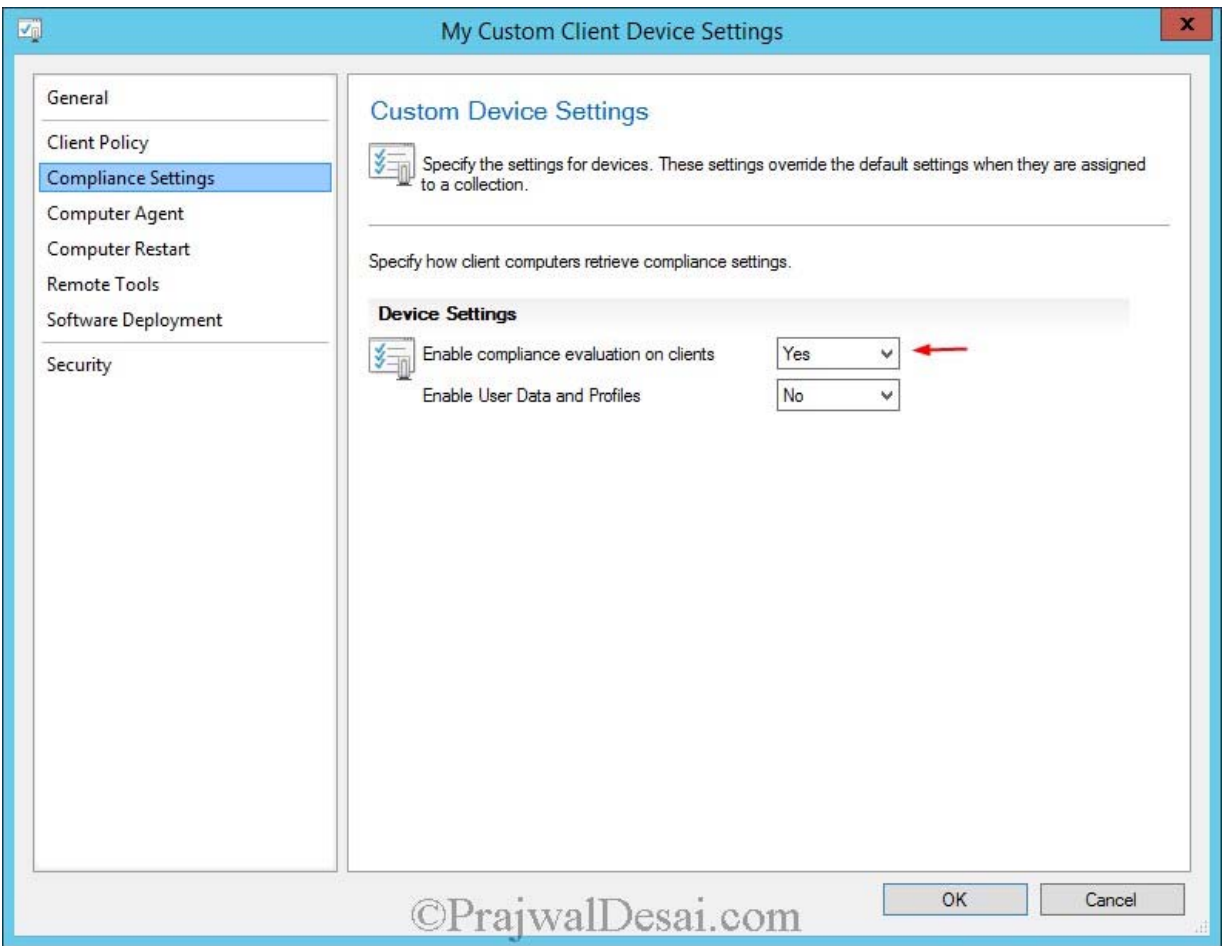 My Custom Client Device Settings
x
General
Client Policy
Compliance Settings
Computer Agent
Computer Restart
Remote Tools
Software Deployment
Security
Custom Device Settings
Specify the settings for devices. These settings override the default settings when they are assigned
to a collection.
Specify how client computers retrieve compliance settings.
Device Settings
Enable compliance evaluation on clients
Yes
Enable User Data and Profiles
No
OK
Cancel
©PrajwalDesai.com